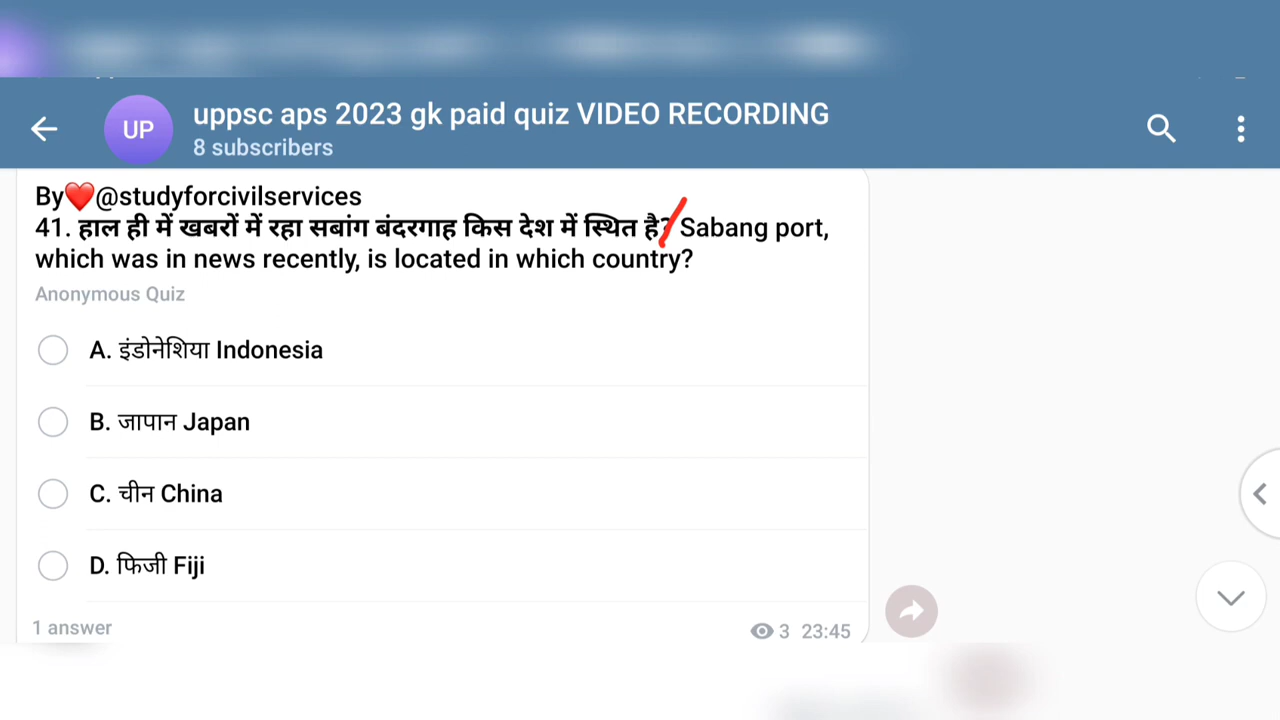 UP
uppsc aps 2023 gk paid quiz VIDEO RECORDING
8 subscribers
By❤️@studyforcivilservices
41. हाल ही में खबरों में रहा सबांग बंदरगाह किस देश में स्थित है? Sabang port,
which was in news recently, is located in which country?
Anonymous Quiz
A. इंडोनेशिया Indonesia
B. जापान Japan
C. चीन China
D. फिजी Fiji
1 answer
3 23:45